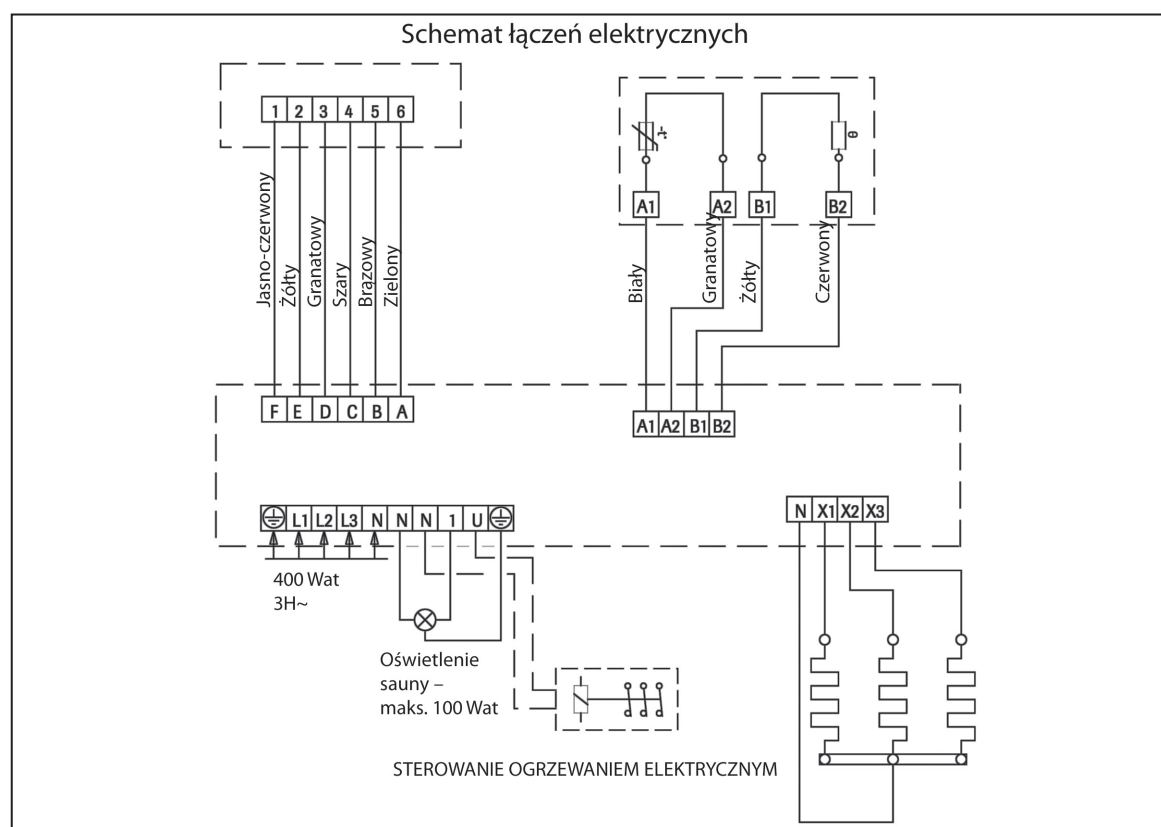 Schemat łączeń elektrycznych
1 2 3 4 5 6
-t°
θ
A1 A2 B1 B2
Jasno-czerwony
Żółty
Granatowy
Szary
Brązowy
Zielony
Biały
Granatowy
Żółty
Czerwony
F E D C B A
A1 A2 B1 B2
L1 L2 L3 N N N 1 U
N X1 X2 X3
400 Wat
3H~
Oświetlenie
sauny –
maks. 100 Wat
STEROWANIE OGRZEWANIEM ELEKTRYCZNYM